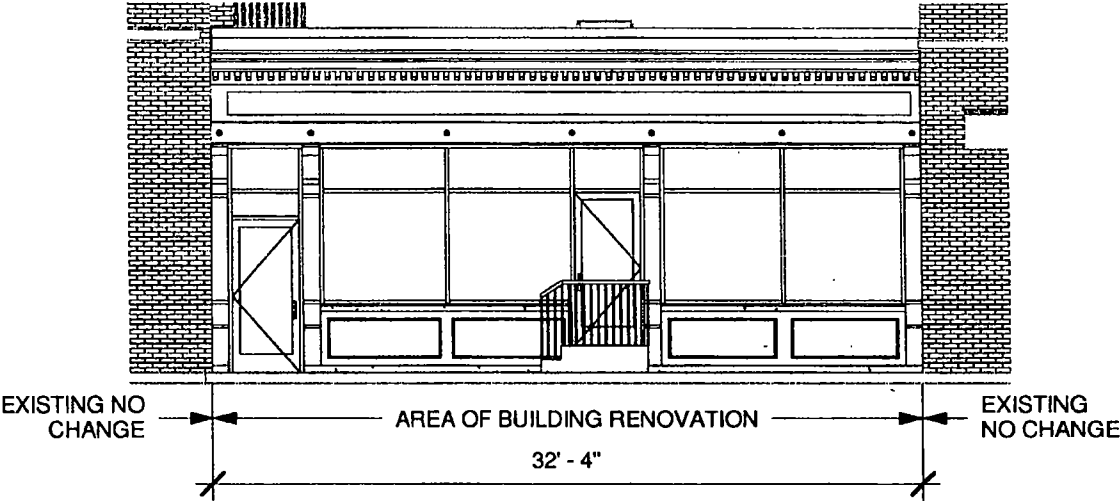 EXISTING NO
CHANGE
AREA OF BUILDING RENOVATION
EXISTING
NO CHANGE
32' - 4"